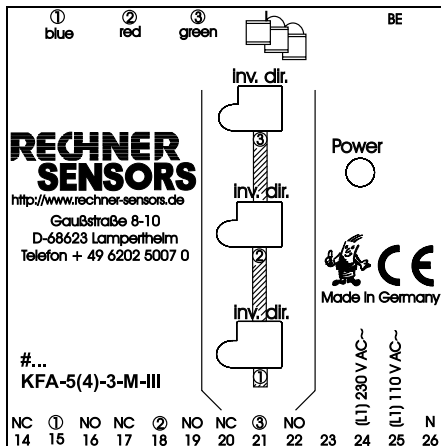 ① ② ③ BE
blue red green
inv. dir.
③
RECHNER
SENSORS
http://www.rechner-sensors.de
Gaußstraße 8-10
D-68623 Lampertheim
Telefon + 49 6202 5007 0
Power
inv. dir.
②
Made in Germany
CE
inv. dir.
①
#...
KFA-5(4)-3-M-III
(L1) 230 V AC~
(L1) 110 V AC~
NC ① NO NC ② NO NC ③ NO N
14 15 16 17 18 19 20 21 22 23 24 25 26